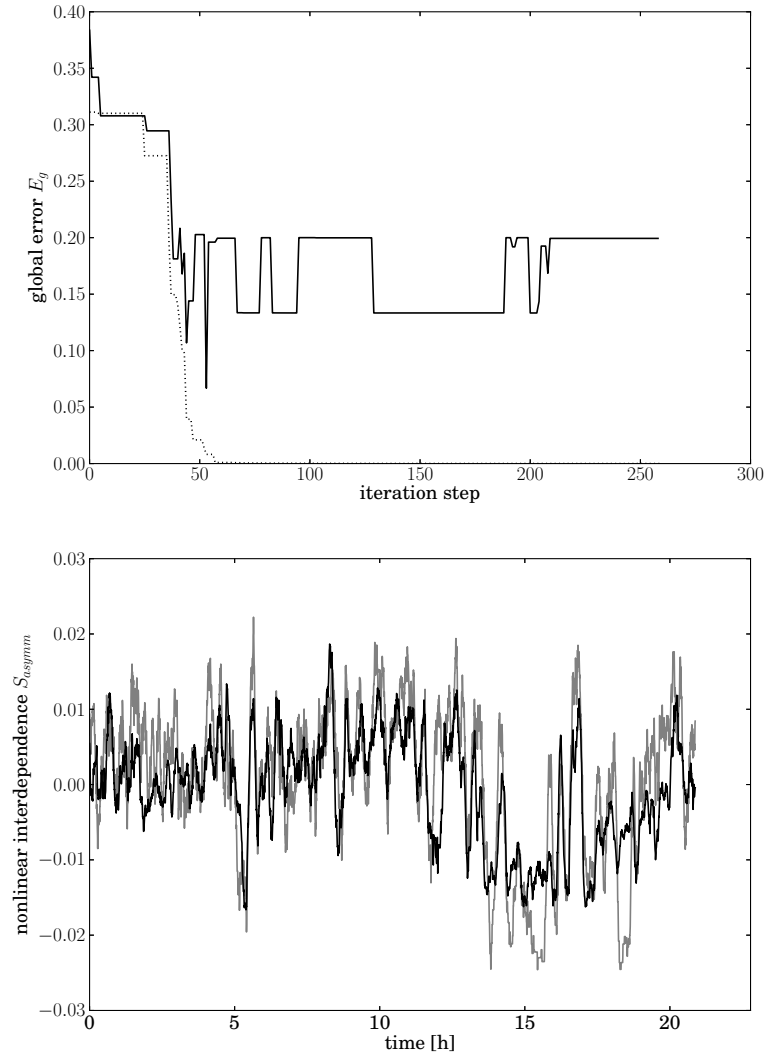 0.40
0.35
0.30
0.25
0.20
0.15
0.10
0.05
0.00
global error E_g
0 50 100 150 200 250 300
iteration step
0.03
0.02
0.01
0.00
−0.01
−0.02
−0.03
nonlinear interdependence S_asymm
0 5 10 15 20
time [h]